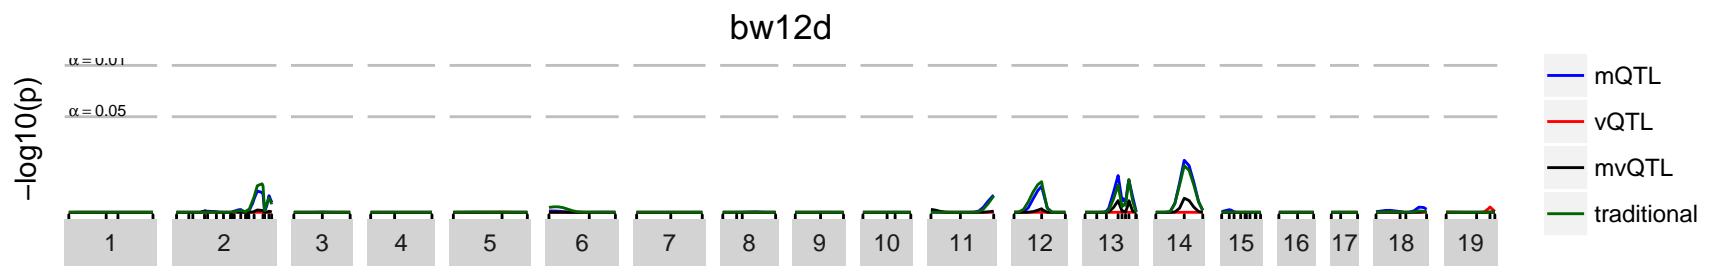 bw12d
−log10(p)
α = 0.01
α = 0.05
mQTL
vQTL
mvQTL
traditional
1 2 3 4 5 6 7 8 9 10 11 12 13 14 15 16 17 18 19